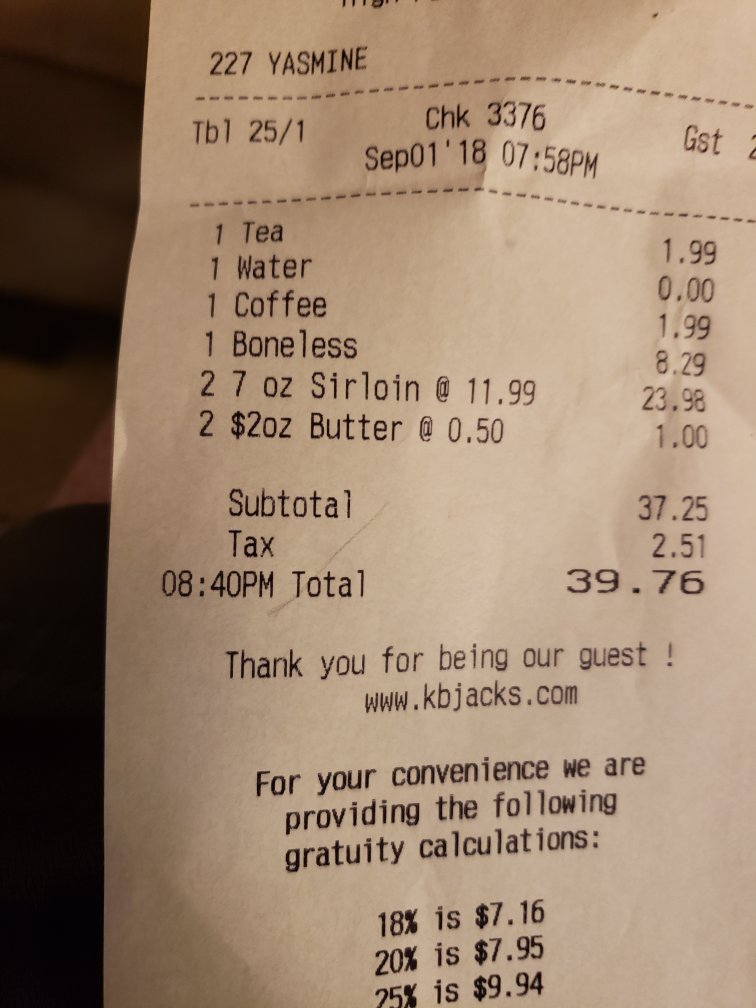 227 YASMINE
Tbl 25/1 Chk 3376 Gst 2
Sep01'18 07:58PM
1 Tea 1.99
1 Water 0.00
1 Coffee 1.99
1 Boneless 8.29
2 7 oz Sirloin @ 11.99 23.98
2 $2oz Butter @ 0.50 1.00
Subtotal 37.25
Tax 2.51
08:40PM Total 39.76
Thank you for being our guest !
www.kbjacks.com
For your convenience we are
providing the following
gratuity calculations:
18% is $7.16
20% is $7.95
25% is $9.94